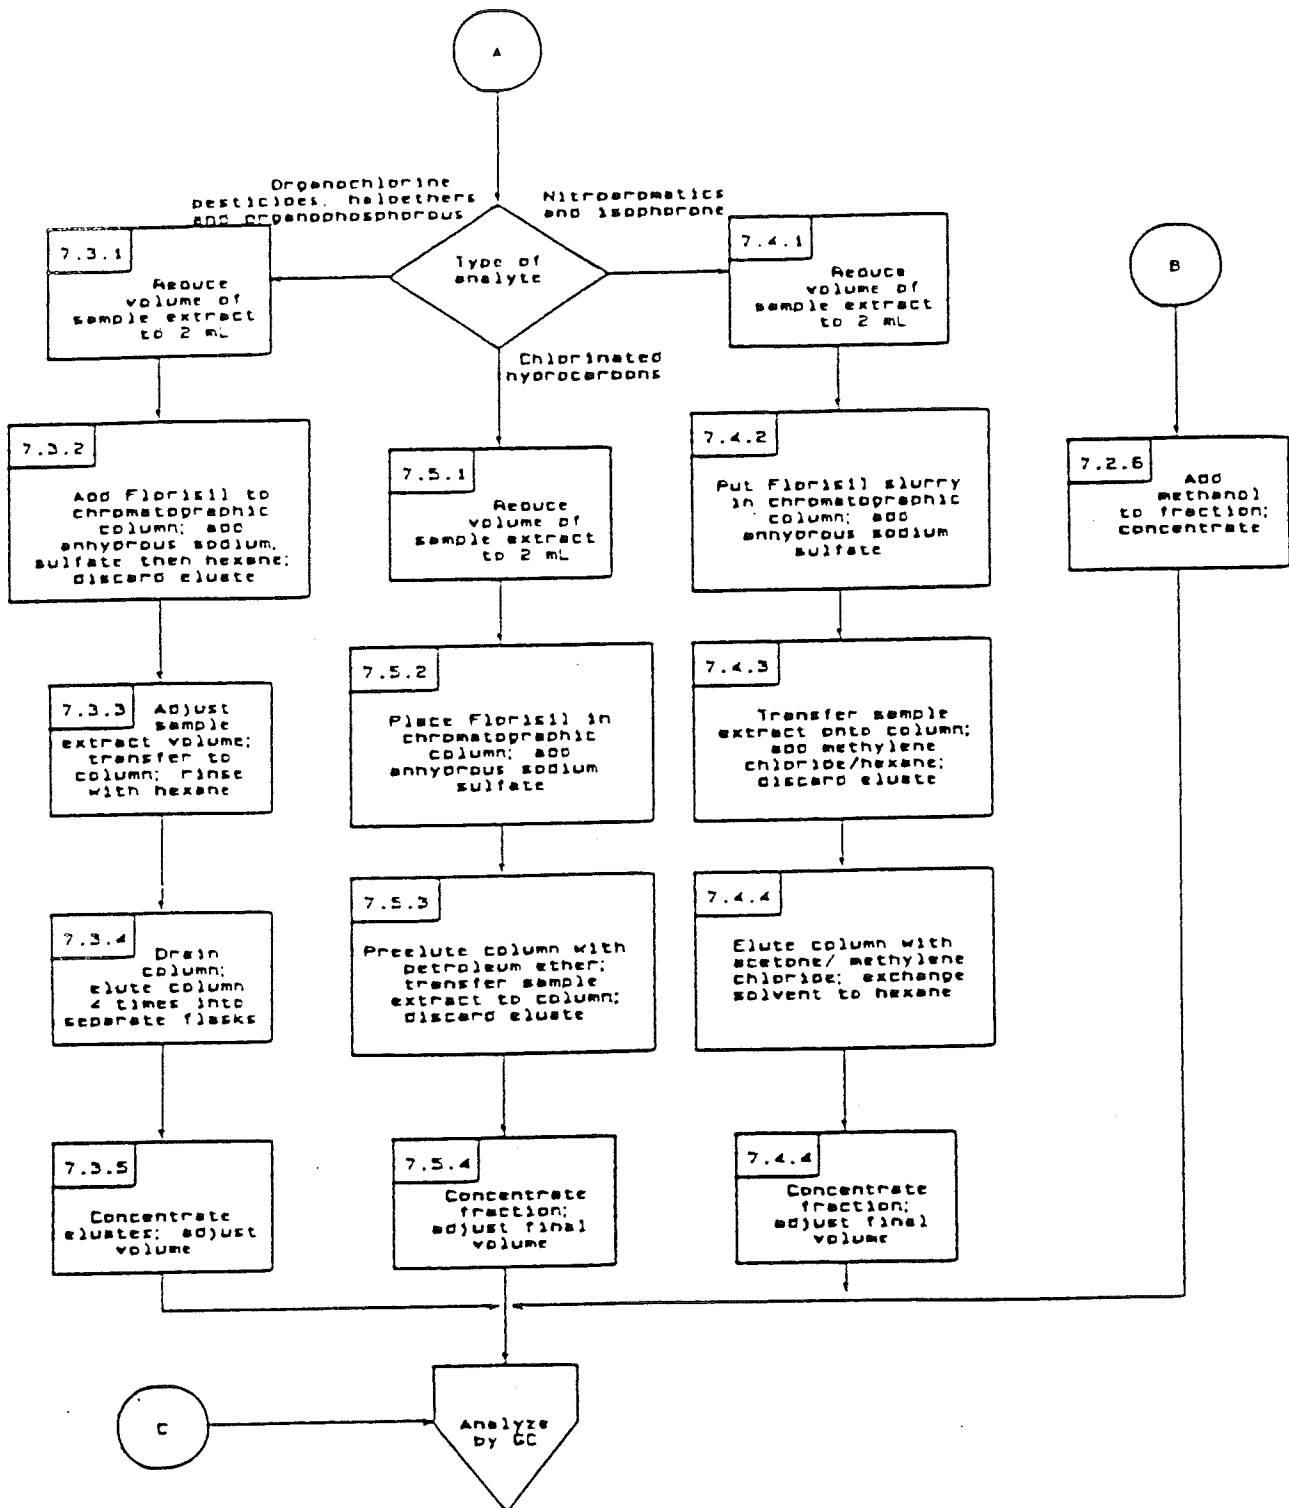 A
Organochlorine
pesticides, haloethers
and organophosphorous
Nitroaromatics
and isophorone
Type of
analyte
Chlorinated
hydrocarbons
7.3.1
Reduce
volume of
sample extract
to 2 mL
7.3.2
Add Florisil to
chromatographic
column; add
anhydrous sodium,
sulfate then hexane;
discard eluate
7.3.3
Adjust
sample
extract volume;
transfer to
column; rinse
with hexane
7.3.4
Drain
column;
elute column
4 times into
separate flasks
7.3.5
Concentrate
eluates; adjust
volume
7.5.1
Reduce
volume of
sample extract
to 2 mL
7.5.2
Place Florisil in
chromatographic
column; add
anhydrous sodium
sulfate
7.5.3
Preelute column with
petroleum ether;
transfer sample
extract to column;
discard eluate
7.5.4
Concentrate
fraction;
adjust final
volume
7.4.1
Reduce
volume of
sample extract
to 2 mL
7.4.2
Put Florisil slurry
in chromatographic
column; add
anhydrous sodium
sulfate
7.4.3
Transfer sample
extract onto column;
add methylene
chloride/hexane;
discard eluate
7.4.4
Elute column with
acetone/ methylene
chloride; exchange
solvent to hexane
7.4.4
Concentrate
fraction;
adjust final
volume
B
7.2.6
Add
methanol
to fraction;
concentrate
C
Analyze
by GC